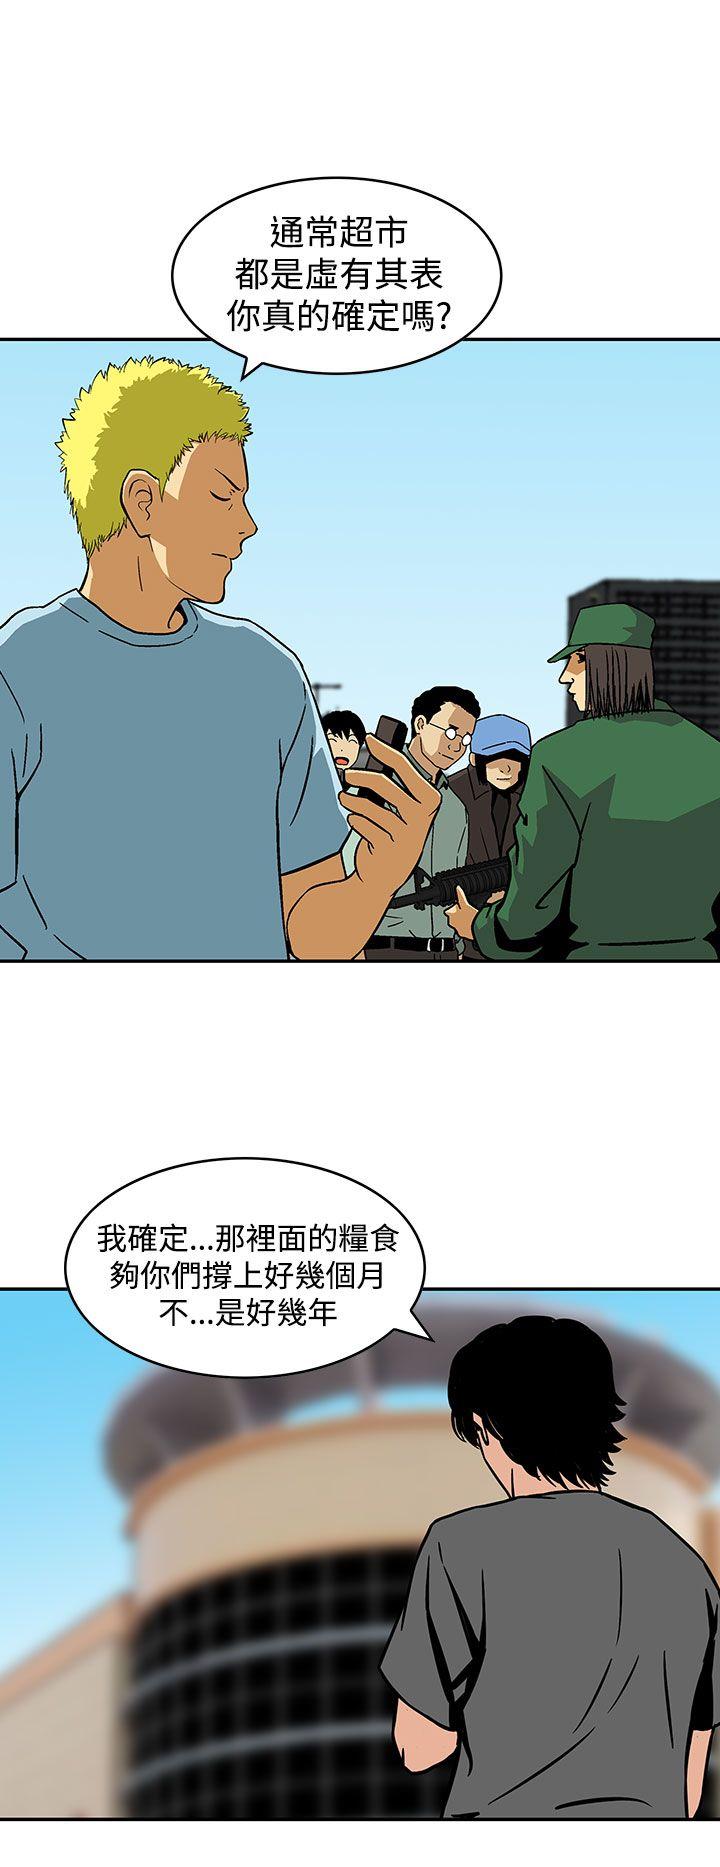 通常超市
都是虛有其表
你真的確定嗎?
我確定...那裡面的糧食
夠你們撐上好幾個月
不...是好幾年